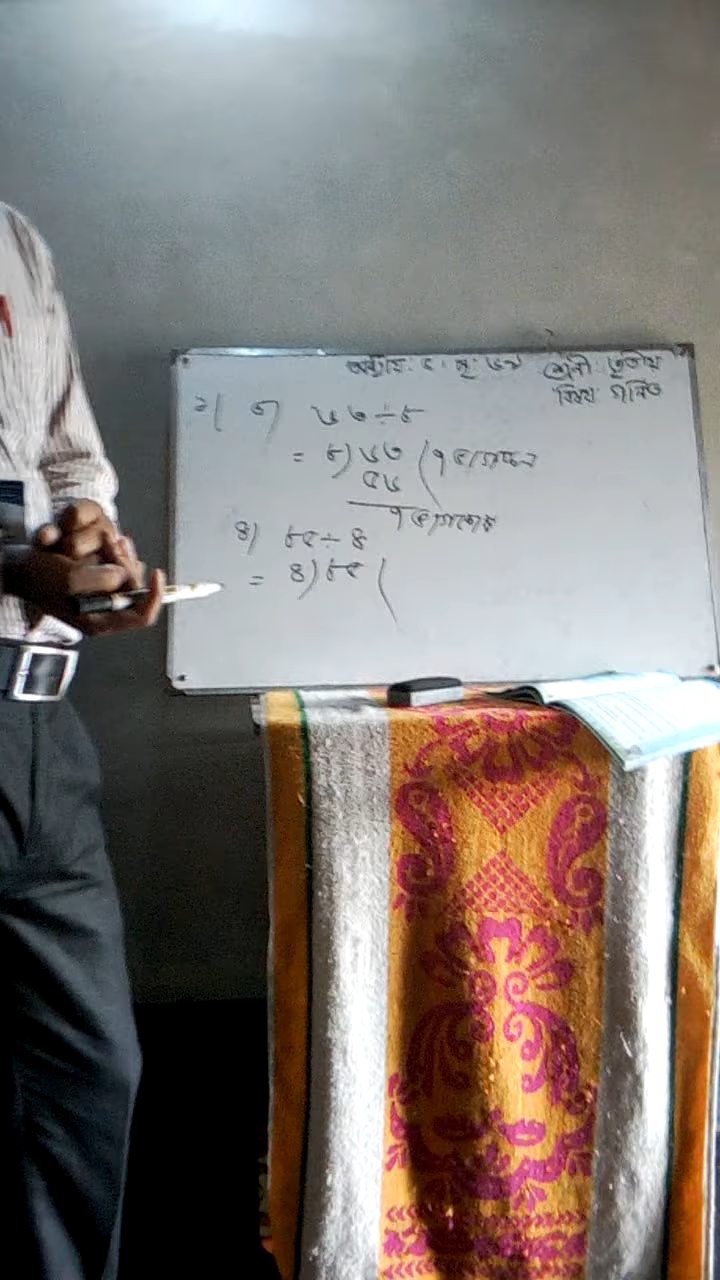 অধ্যায়: ৫ পৃ: শ্রেণী: তৃতীয়
বিষয়: গণিত
২। ৩) ৬৩÷৮
= ৮) ৬৩ (৭ ভাগফল
৫৬
৭ ভাগশেষ
৪) ৮৫÷৪
= ৪) ৮৫ (